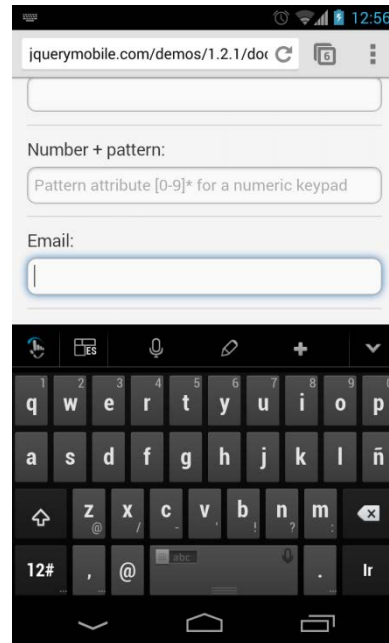 12:56
jquerymobile.com/demos/1.2.1/doc
6
Number + pattern:
Pattern attribute [0-9]* for a numeric keypad
Email:
ES
1 2 3 4 5 6 7 8 9 0
q w e r t y u i o p
a s d f g h j k l ñ
z x c v b n m
@ / - ! ?
12# , @ abc . Ir